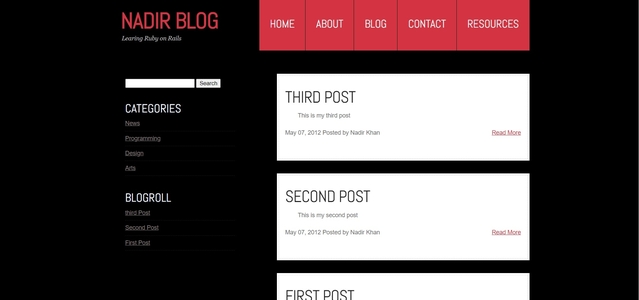 NADIR BLOG
Learing Ruby on Rails
HOME
ABOUT
BLOG
CONTACT
RESOURCES
Search
CATEGORIES
News
Programming
Design
Arts
BLOGROLL
third Post
Second Post
First Post
THIRD POST
This is my third post
May 07, 2012 Posted by Nadir Khan
Read More
SECOND POST
This is my second post
May 07, 2012 Posted by Nadir Khan
Read More
FIRST POST